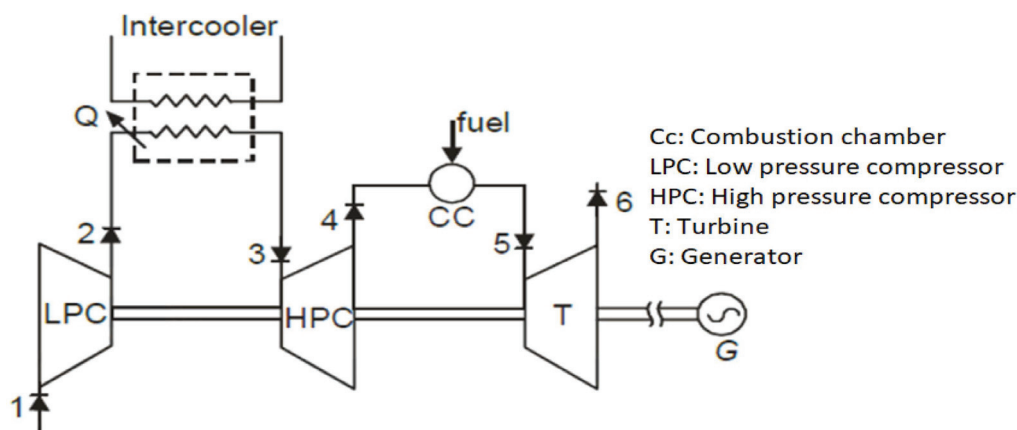 Intercooler
Q
fuel
Cc: Combustion chamber
LPC: Low pressure compressor
HPC: High pressure compressor
T: Turbine
G: Generator
4
CC
6
2
3
5
LPC
HPC
T
G
1